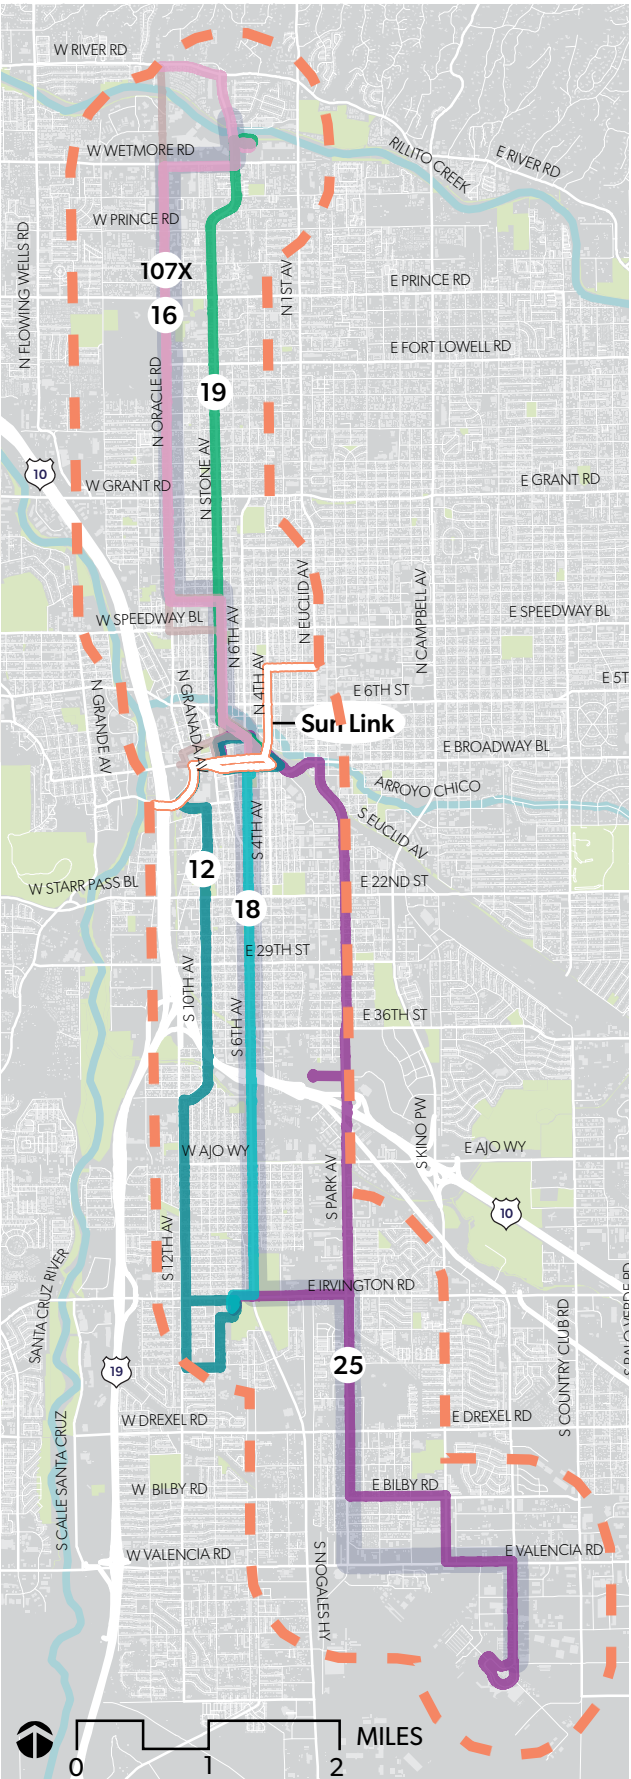 W RIVER RD
W WETMORE RD
RILLITO CREEK
E RIVER RD
W PRINCE RD
N FLOWING WELLS RD
107X
N 1ST AV
E PRINCE RD
16
E FORT LOWELL RD
N ORACLE RD
19
N STONE AV
10
W GRANT RD
E GRANT RD
N EUCLID AV
N CAMPBELL AV
W SPEEDWAY BL
E SPEEDWAY BL
N 6TH AV
N 4TH AV
N GRANADA AV
N GRANDE AV
E 6TH ST
E 5T
Sun Link
E BROADWAY BL
ARROYO CHICO
S 4TH AV
S EUCLID AV
12
W STARR PASS BL
E 22ND ST
18
E 29TH ST
S 10TH AV
S 6TH AV
E 36TH ST
W AJO WY
S KINO PW
E AJO WY
S PARK AV
10
S 12TH AV
SANTA CRUZ RIVER
E IRVINGTON RD
S PALO VERDE RD
S COUNTRY CLUB RD
19
25
W DREXEL RD
E DREXEL RD
S CALLE SANTA CRUZ
W BILBY RD
E BILBY RD
W VALENCIA RD
E VALENCIA RD
S NOGALES HY
MILES
0
1
2